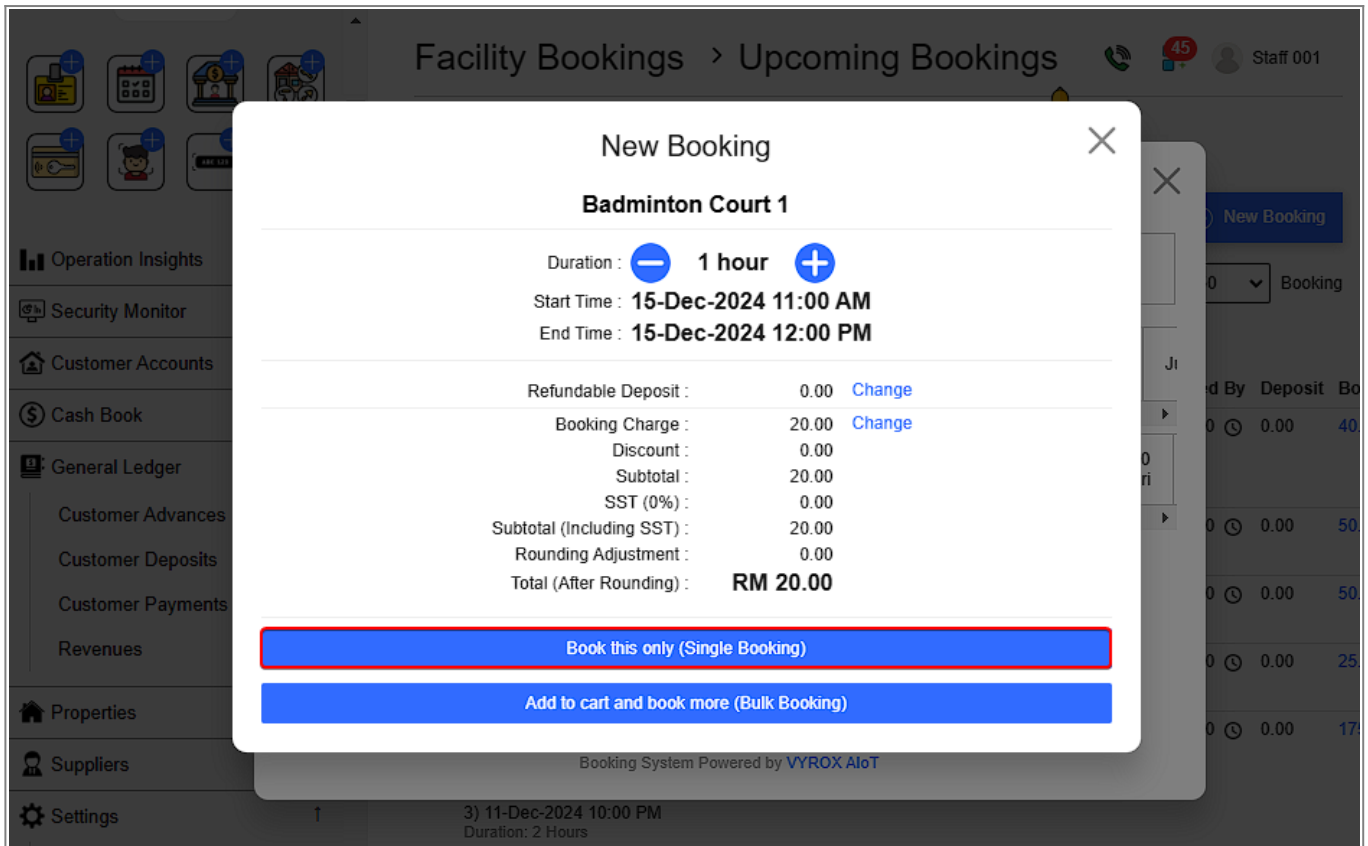 Facility Bookings > Upcoming Bookings
45
Staff 001
New Booking
Badminton Court 1
New Booking
Duration : 1 hour
Operation Insights
Booking
Start Time : 15-Dec-2024 11:00 AM
Security Monitor
End Time : 15-Dec-2024 12:00 PM
Customer Accounts
Refundable Deposit : 0.00 Change
By Deposit
Cash Book
Booking Charge : 20.00 Change
0.00 40.
Discount : 0.00
General Ledger
Subtotal : 20.00
SST (0%) : 0.00
Customer Advances
Subtotal (Including SST) : 20.00
0.00 50.
Rounding Adjustment : 0.00
Customer Deposits
Total (After Rounding) : RM 20.00
Customer Payments
0.00 50.
Revenues
Book this only (Single Booking)
0.00 25.
Add to cart and book more (Bulk Booking)
Properties
0.00 175
Suppliers
Booking System Powered by VYROX AIoT
Settings
3) 11-Dec-2024 10:00 PM
Duration: 2 Hours